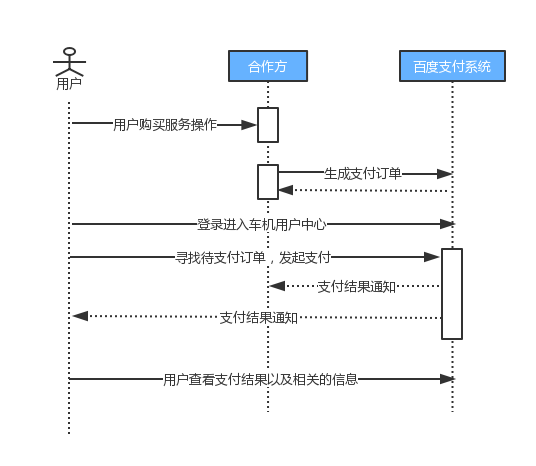 用户
合作方
百度支付系统
用户购买服务操作
生成支付订单
登录进入车机用户中心
寻找待支付订单，发起支付
支付结果通知
支付结果通知
用户查看支付结果以及相关的信息